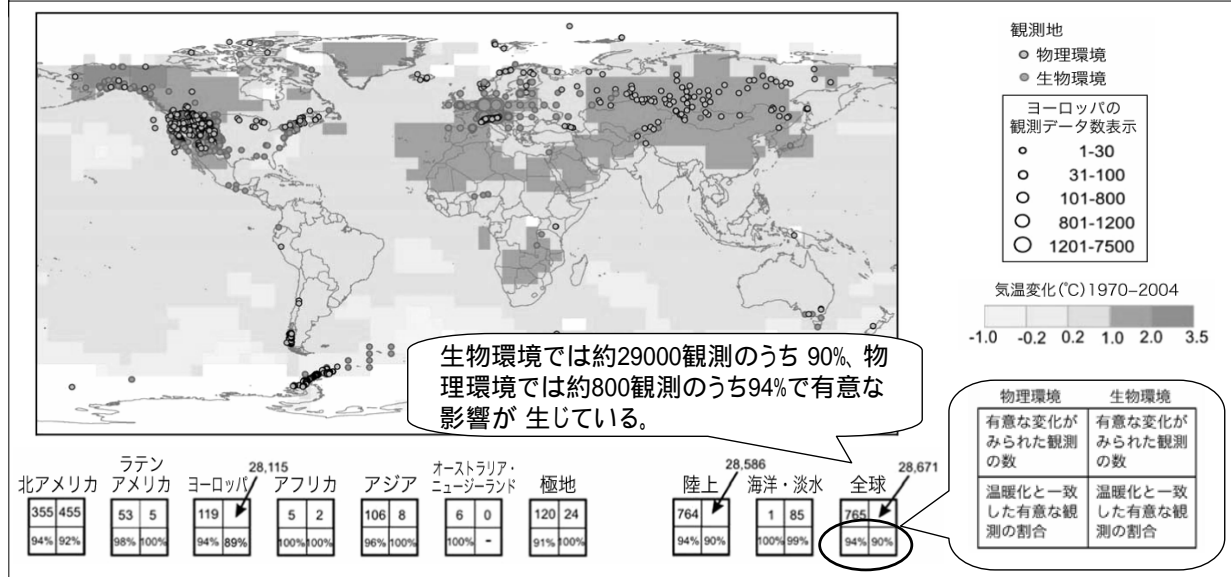 観測地
物理環境
生物環境
ヨーロッパの
観測データ数表示
1-30
31-100
101-800
801-1200
1201-7500
気温変化(℃)1970–2004
-1.0 -0.2 0.2 1.0 2.0 3.5
生物環境では約29000観測のうち 90%、物
理環境では約800観測のうち94%で有意な
影響が 生じている。
北アメリカ
355 455
94% 92%
ラテン
アメリカ
53 5
98% 100%
ヨーロッパ
28,115
119
94% 89%
アフリカ
5 2
100% 100%
アジア
106 8
96% 100%
オーストラリア・
ニュージーランド
6 0
100% -
極地
120 24
91% 100%
陸上
28,586
764
94% 90%
海洋・淡水
1 85
100% 99%
全球
28,671
765
94% 90%
物理環境 生物環境
有意な変化が 有意な変化が
みられた観測 みられた観測
の数 の数
温暖化と一致 温暖化と一致
した有意な観 した有意な観
測の割合 測の割合